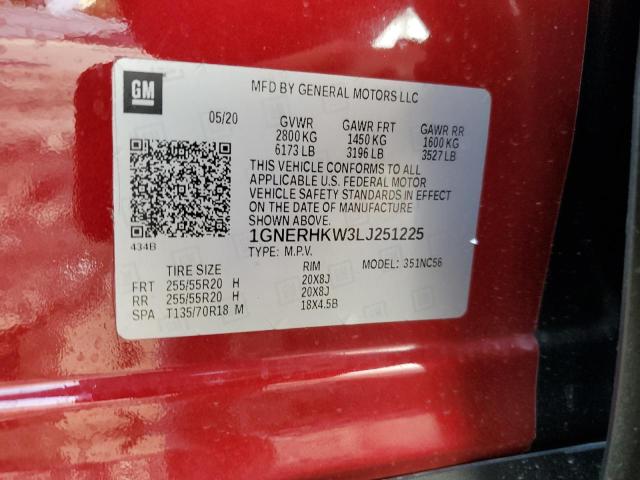 GM
MFD BY GENERAL MOTORS LLC
05/20 GVWR GAWR FRT GAWR RR
2800 KG 1450 KG 1600 KG
6173 LB 3196 LB 3527 LB
THIS VEHICLE CONFORMS TO ALL
APPLICABLE U.S. FEDERAL MOTOR
VEHICLE SAFETY STANDARDS IN EFFECT
ON THE DATE OF MANUFACTURE
SHOWN ABOVE.
434B 1GNERHKW3LJ251225
TYPE: M.P.V. MODEL: 351NC56
TIRE SIZE RIM
FRT 255/55R20 H 20X8J
RR 255/55R20 H 20X8J
SPA T135/70R18 M 18X4.5B